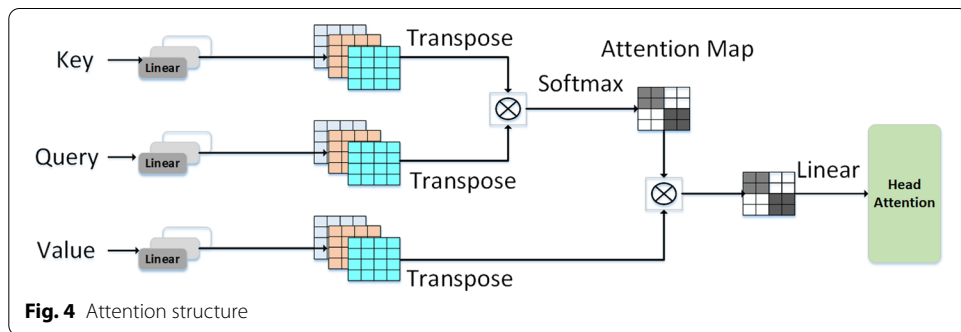 Key
Linear
Transpose
Attention Map
Softmax
Query
Linear
Transpose
Linear
Head
Attention
Value
Linear
Transpose
Fig. 4 Attention structure